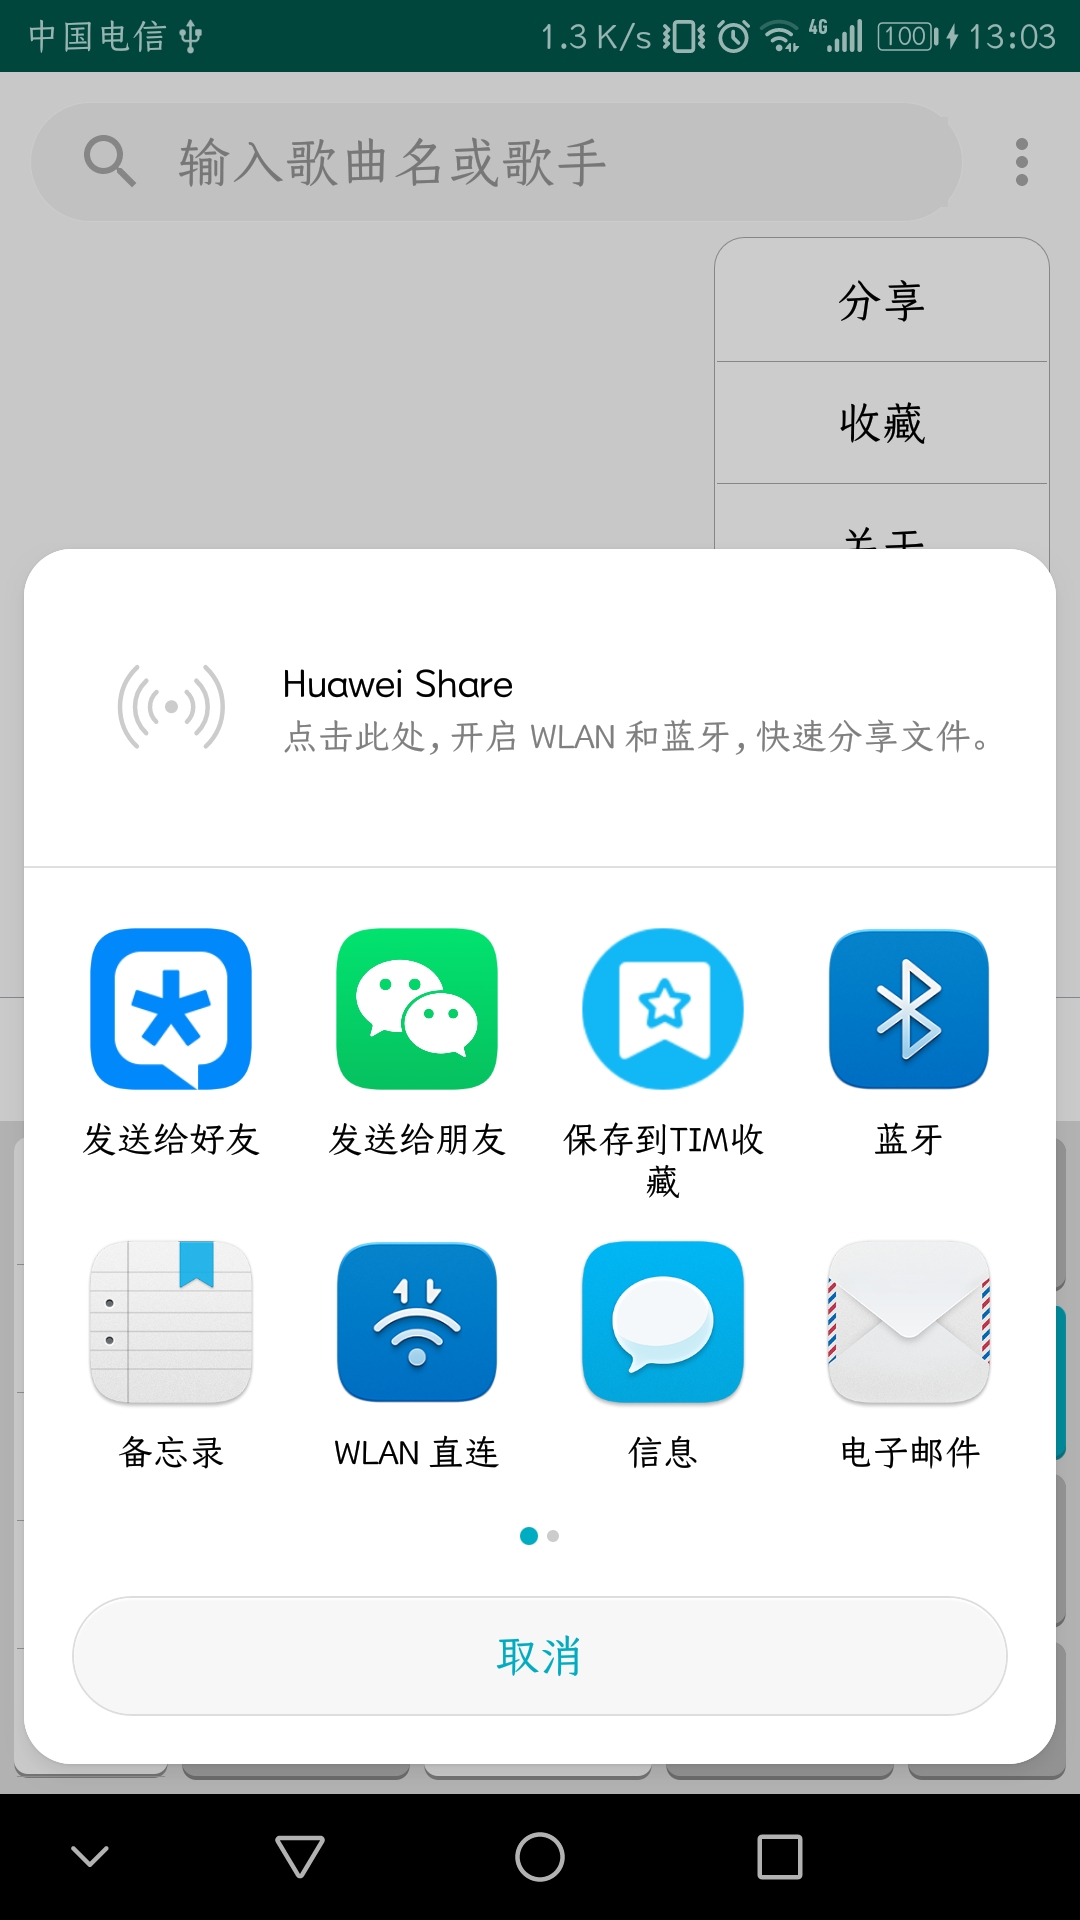 中国电信 1.3 K/s 4G 100 13:03
输入歌曲名或歌手
分享
收藏
关于
Huawei Share
点击此处,开启 WLAN 和蓝牙,快速分享文件。
发送给好友 发送给朋友 保存到TIM收 蓝牙
藏
备忘录 WLAN 直连 信息 电子邮件
取消